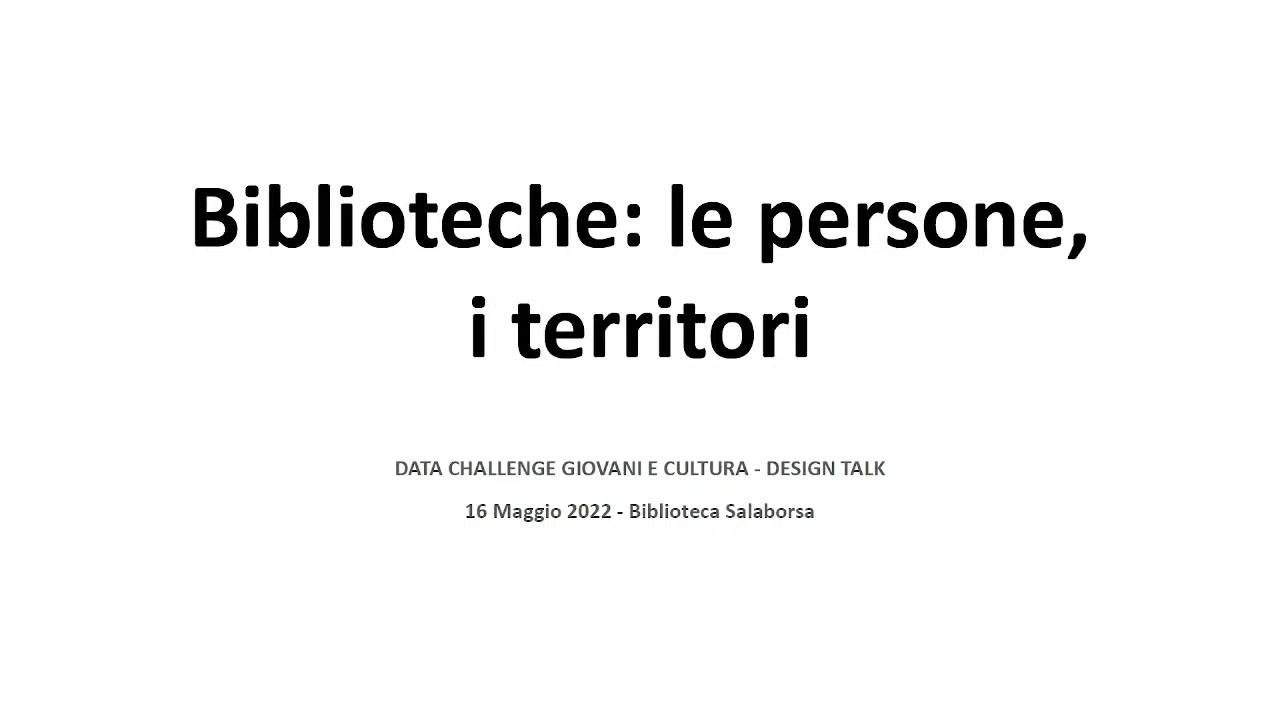 Biblioteche: le persone,
i territori
DATA CHALLENGE GIOVANI E CULTURA - DESIGN TALK
16 Maggio 2022 - Biblioteca Salaborsa